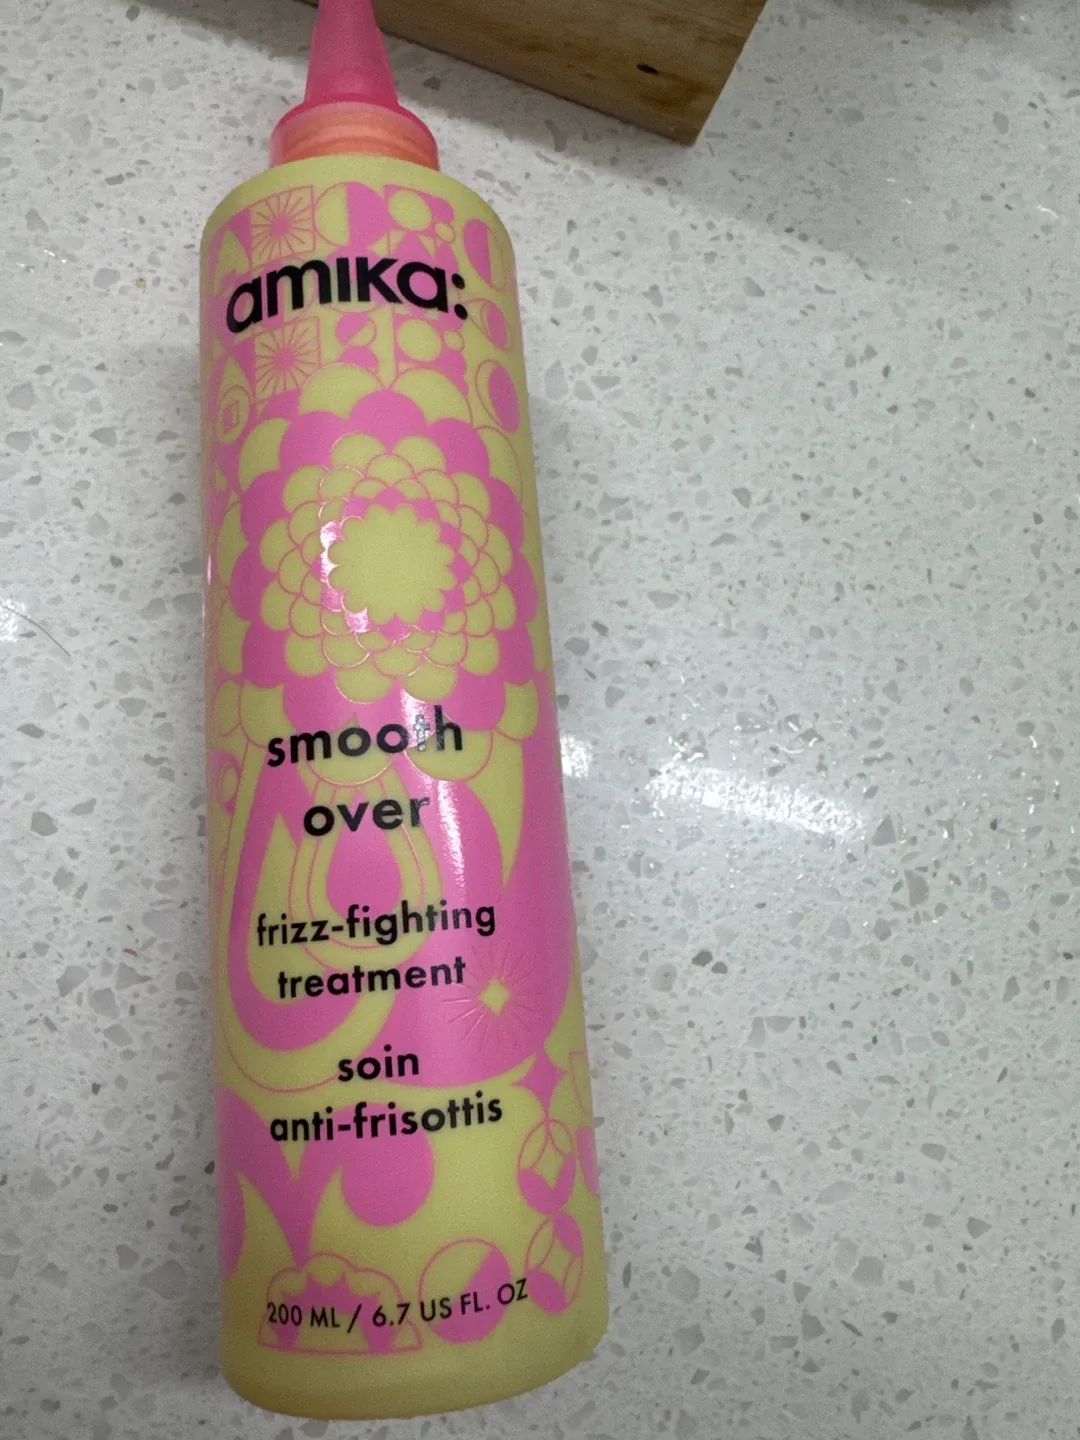 amika:
smooth
over
frizz-fighting
treatment
soin
anti-frisottis
200 ML / 6.7 US FL. OZ